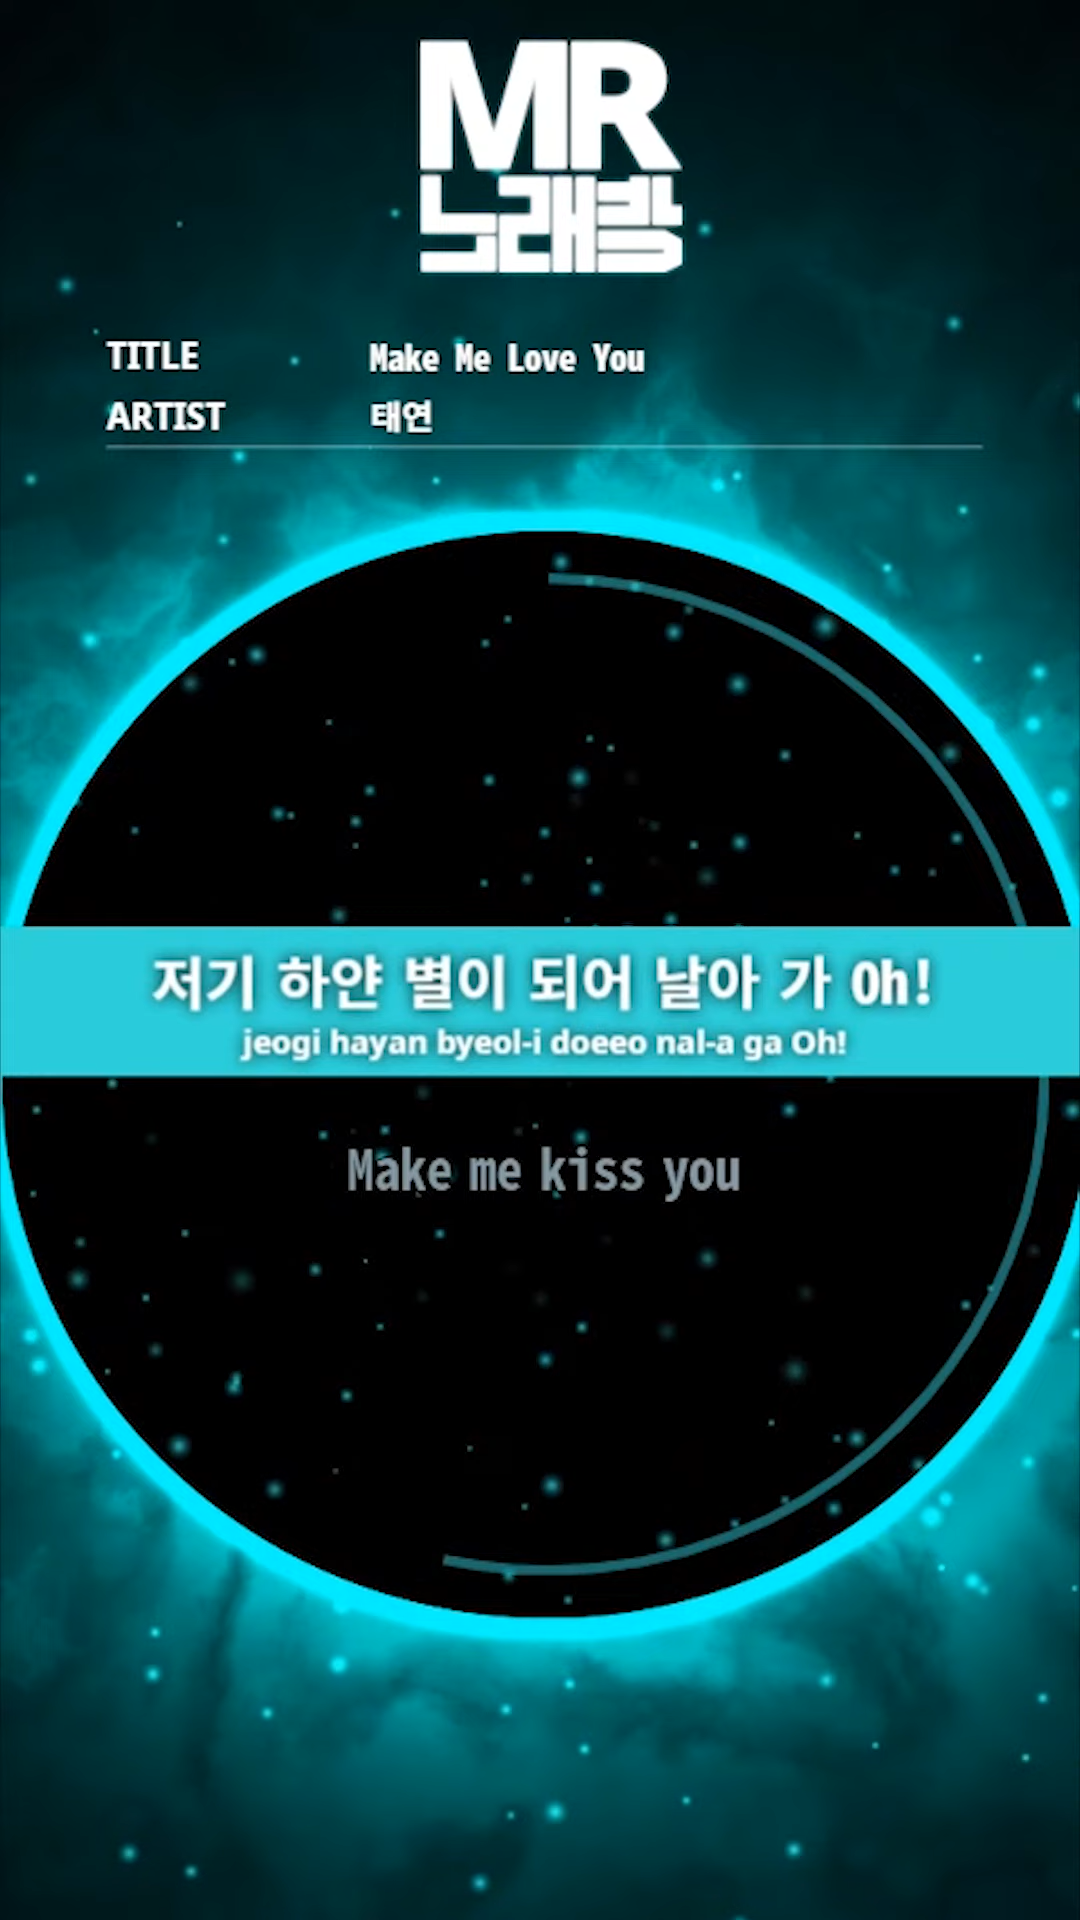 MR
노래방
TITLE Make Me Love You
ARTIST 태연
저기 하얀 별이 되어 날아 가 Oh!
jeogi hayan byeol-i doeeo nal-a ga Oh!
Make me kiss you